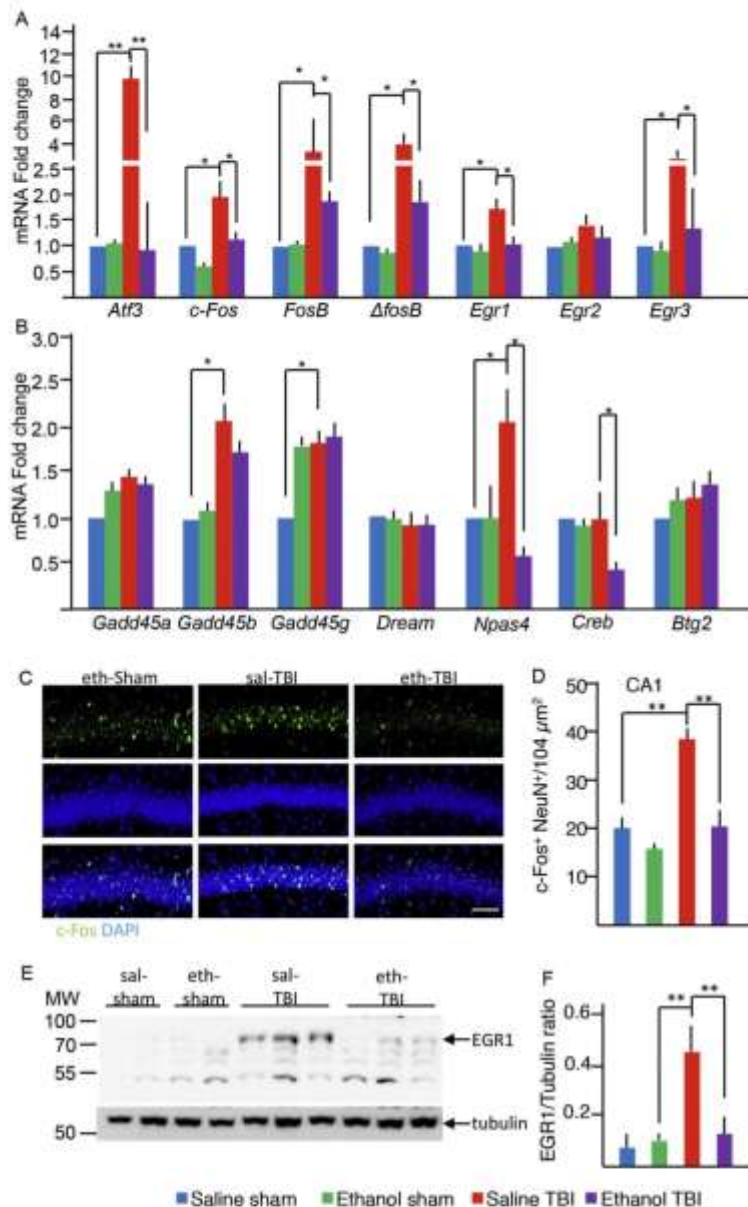 A
mRNA Fold change
14
12
10
8
6
4
2.5
2.0
1.5
1.0
0.5
** **
* *
* *
* *
* *
* *
Atf3 c-Fos FosB ΔfosB Egr1 Egr2 Egr3
B
mRNA Fold change
3.0
2.5
2.0
1.5
1.0
0.5
*
*
* *
*
Gadd45a Gadd45b Gadd45g Dream Npas4 Creb Btg2
C
eth-Sham sal-TBI eth-TBI
c-Fos DAPI
D
CA1
c-Fos⁺ NeuN⁺/104 µm²
50
40
30
20
10
** **
E
sal-sham eth-sham sal-TBI eth-TBI
MW
100
70
55
50
EGR1
tubulin
F
EGR1/Tubulin ratio
0.6
0.4
0.2
** **
Saline sham Ethanol sham Saline TBI Ethanol TBI